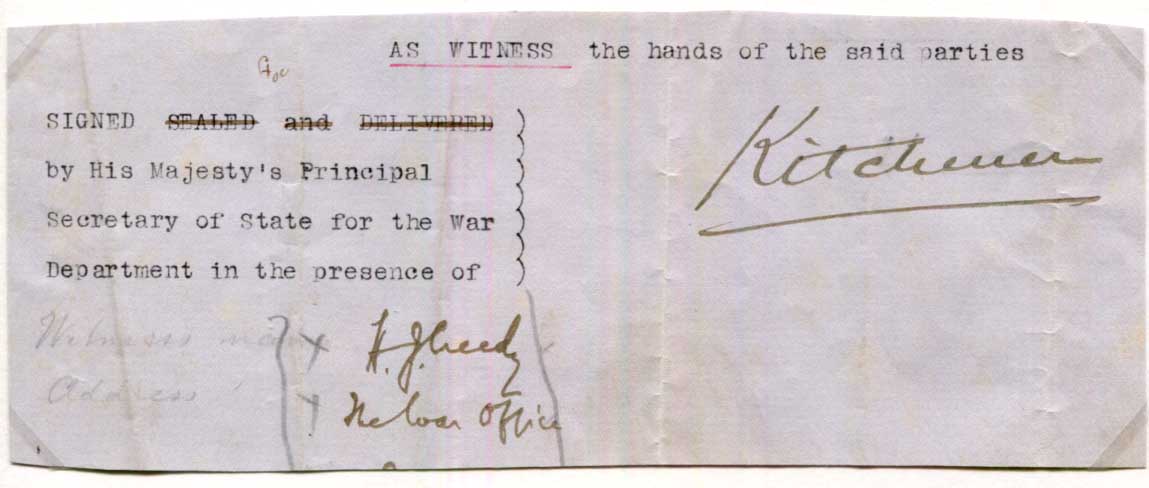 AS WITNESS the hands of the said parties
SIGNED SEALED and DELIVERED
by His Majesty's Principal
Secretary of State for the War
Department in the presence of
Kitchener
Witness name
H. J. Creedy
Address
The War Office